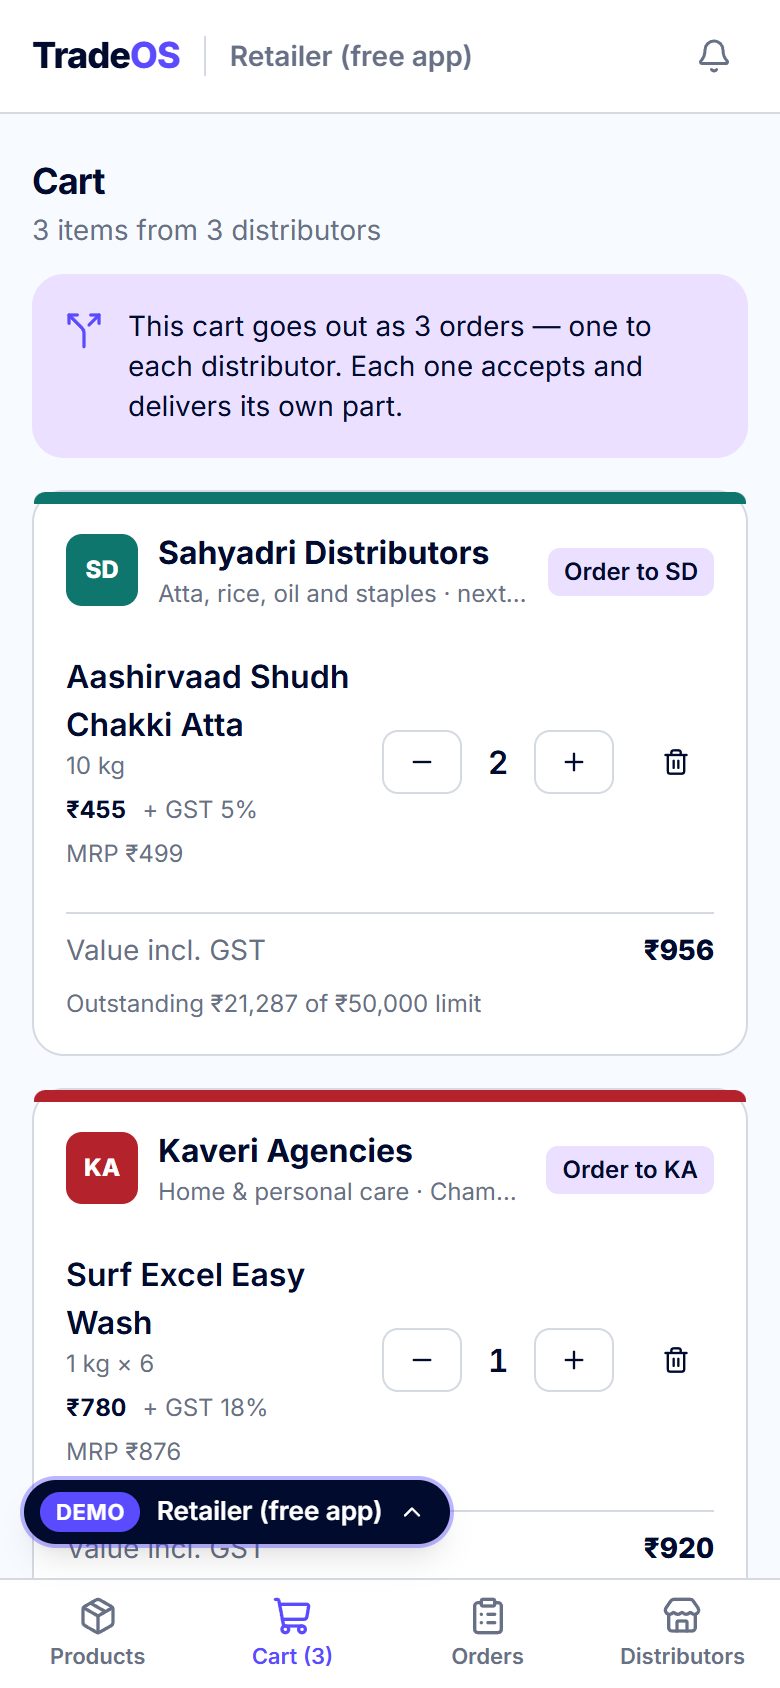 TradeOS
Retailer (free app)
Cart
3 items from 3 distributors
This cart goes out as 3 orders — one to
each distributor. Each one accepts and
delivers its own part.
SD
Sahyadri Distributors
Atta, rice, oil and staples · next...
Order to SD
Aashirvaad Shudh
Chakki Atta
10 kg
₹455 + GST 5%
MRP ₹499
2
Value incl. GST
₹956
Outstanding ₹21,287 of ₹50,000 limit
KA
Kaveri Agencies
Home & personal care · Cham...
Order to KA
Surf Excel Easy
Wash
1 kg × 6
₹780 + GST 18%
MRP ₹876
1
DEMO Retailer (free app)
Value incl. GST
₹920
Products
Cart (3)
Orders
Distributors